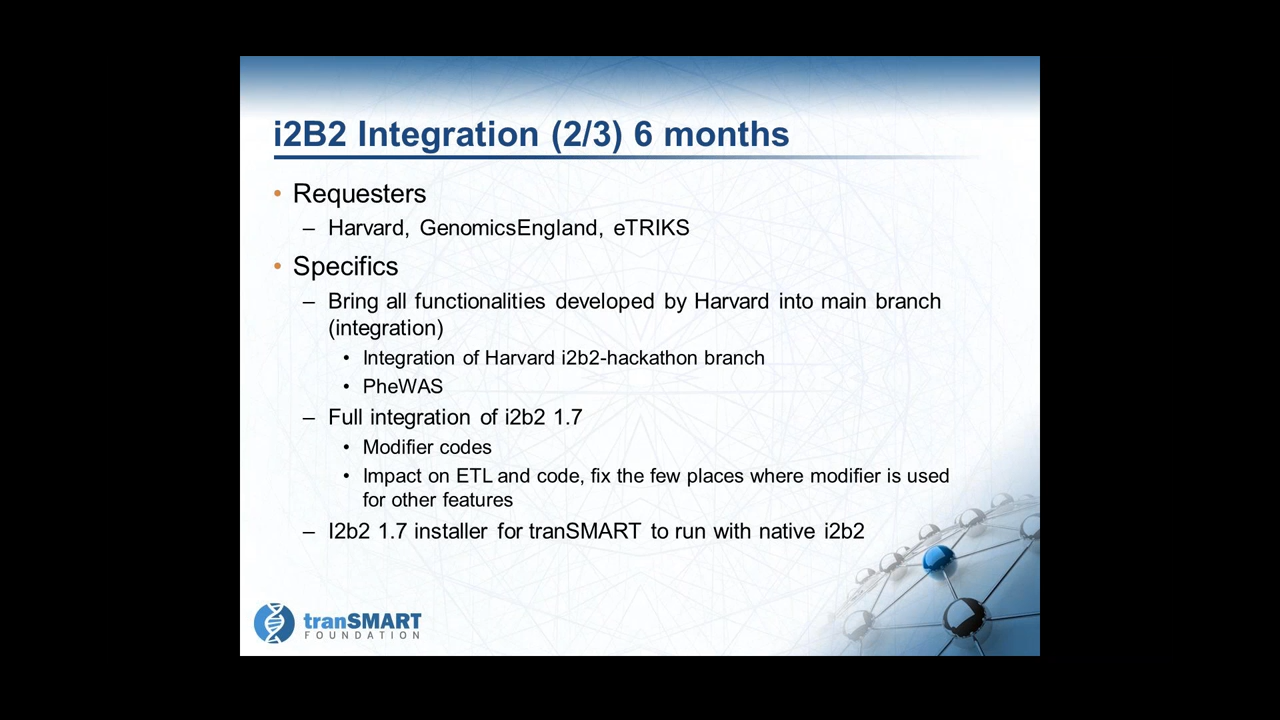 i2B2 Integration (2/3) 6 months
• Requesters
– Harvard, GenomicsEngland, eTRIKS
• Specifics
– Bring all functionalities developed by Harvard into main branch
(integration)
• Integration of Harvard i2b2-hackathon branch
• PheWAS
– Full integration of i2b2 1.7
• Modifier codes
• Impact on ETL and code, fix the few places where modifier is used
for other features
– I2b2 1.7 installer for tranSMART to run with native i2b2
tranSMART
FOUNDATION